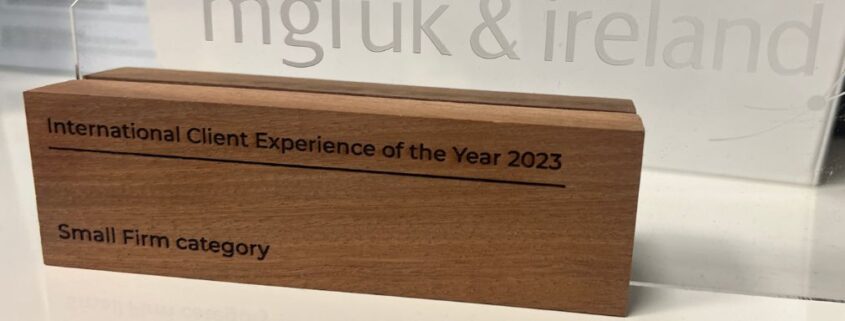 mgi uk & ireland
International Client Experience of the Year 2023
Small Firm category